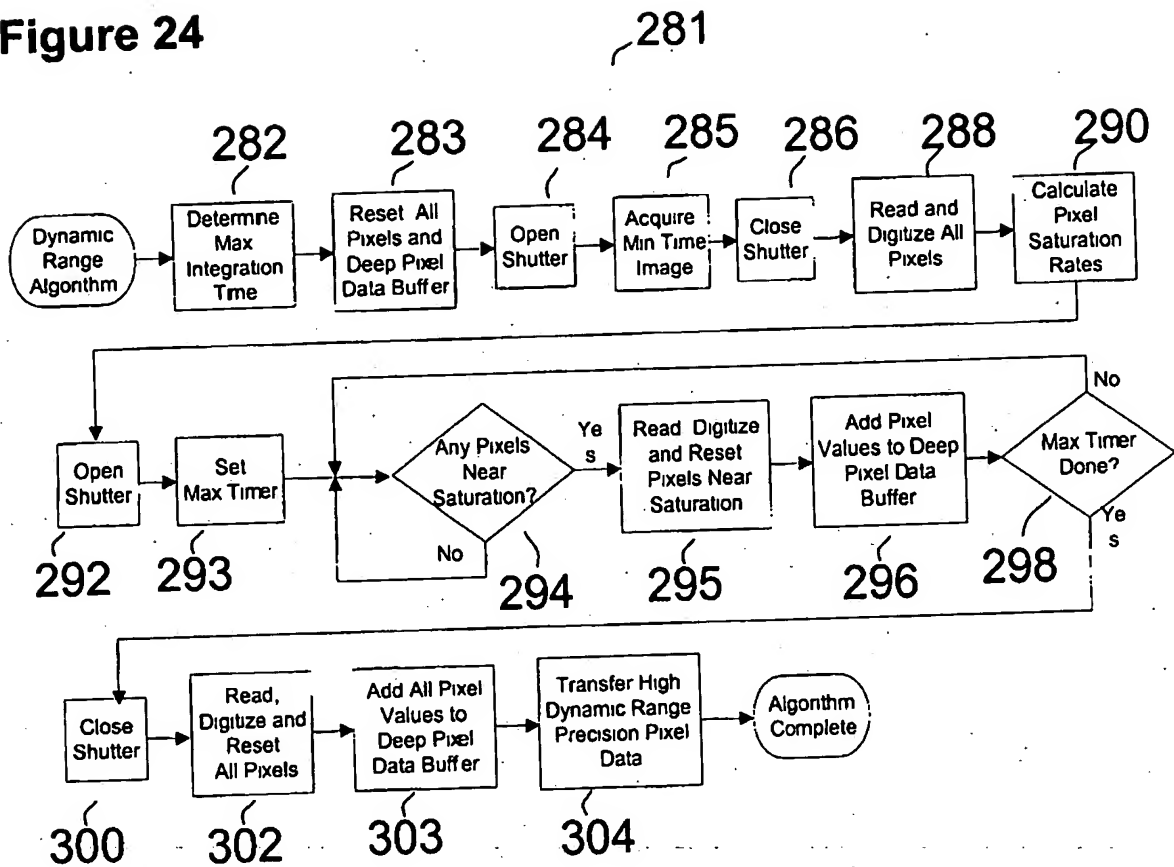 Figure 24
281
282
283
284
285
286
288
290
Dynamic
Range
Algorithm
Determine
Max
Integration
Time
Reset All
Pixels and
Deep Pixel
Data Buffer
Open
Shutter
Acquire
Min Time
Image
Close
Shutter
Read and
Digitize All
Pixels
Calculate
Pixel
Saturation
Rates
Open
Shutter
Set
Max Timer
Any Pixels
Near
Saturation?
Ye
s
No
Read Digitize
and Reset
Pixels Near
Saturation
Add Pixel
Values to Deep
Pixel Data
Buffer
Max Timer
Done?
No
Ye
s
292
293
294
295
296
298
Close
Shutter
Read,
Digitize and
Reset
All Pixels
Add All Pixel
Values to
Deep Pixel
Data Buffer
Transfer High
Dynamic Range
Precision Pixel
Data
Algorithm
Complete
300
302
303
304